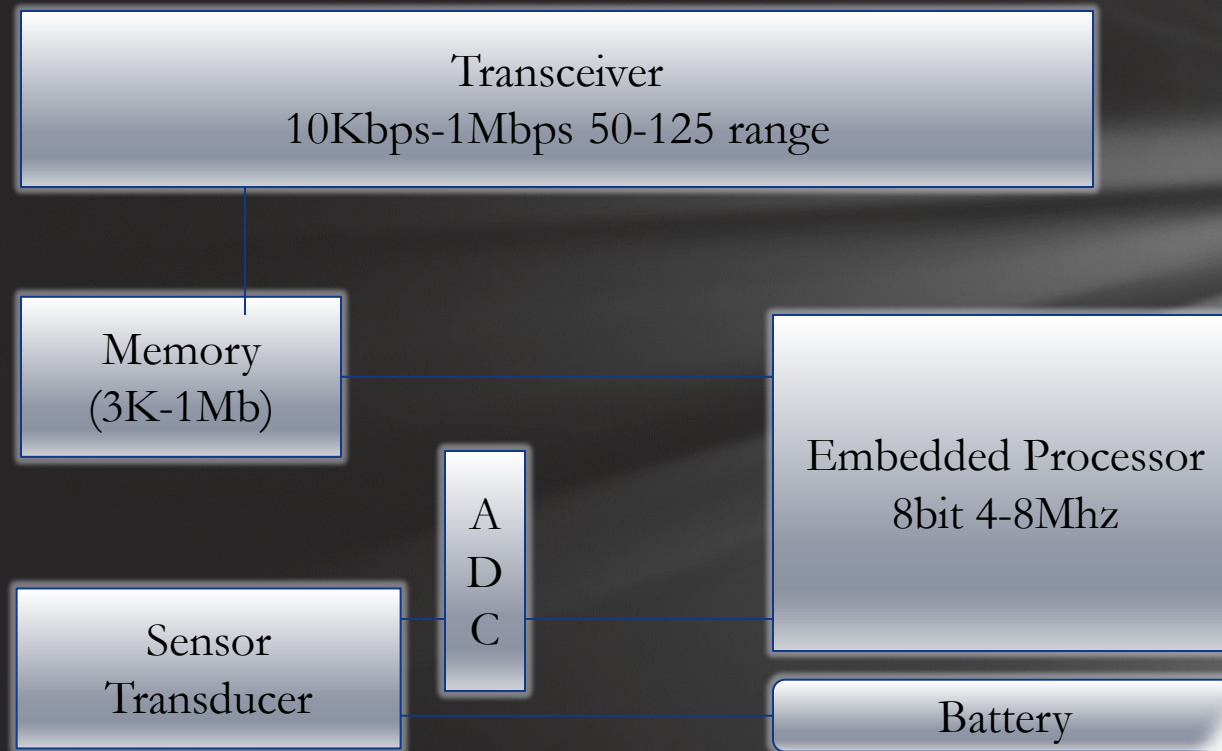 Transceiver
10Kbps-1Mbps 50-125 range
Memory
(3K-1Mb)
Embedded Processor
8bit 4-8Mhz
A
D
C
Sensor
Transducer
Battery